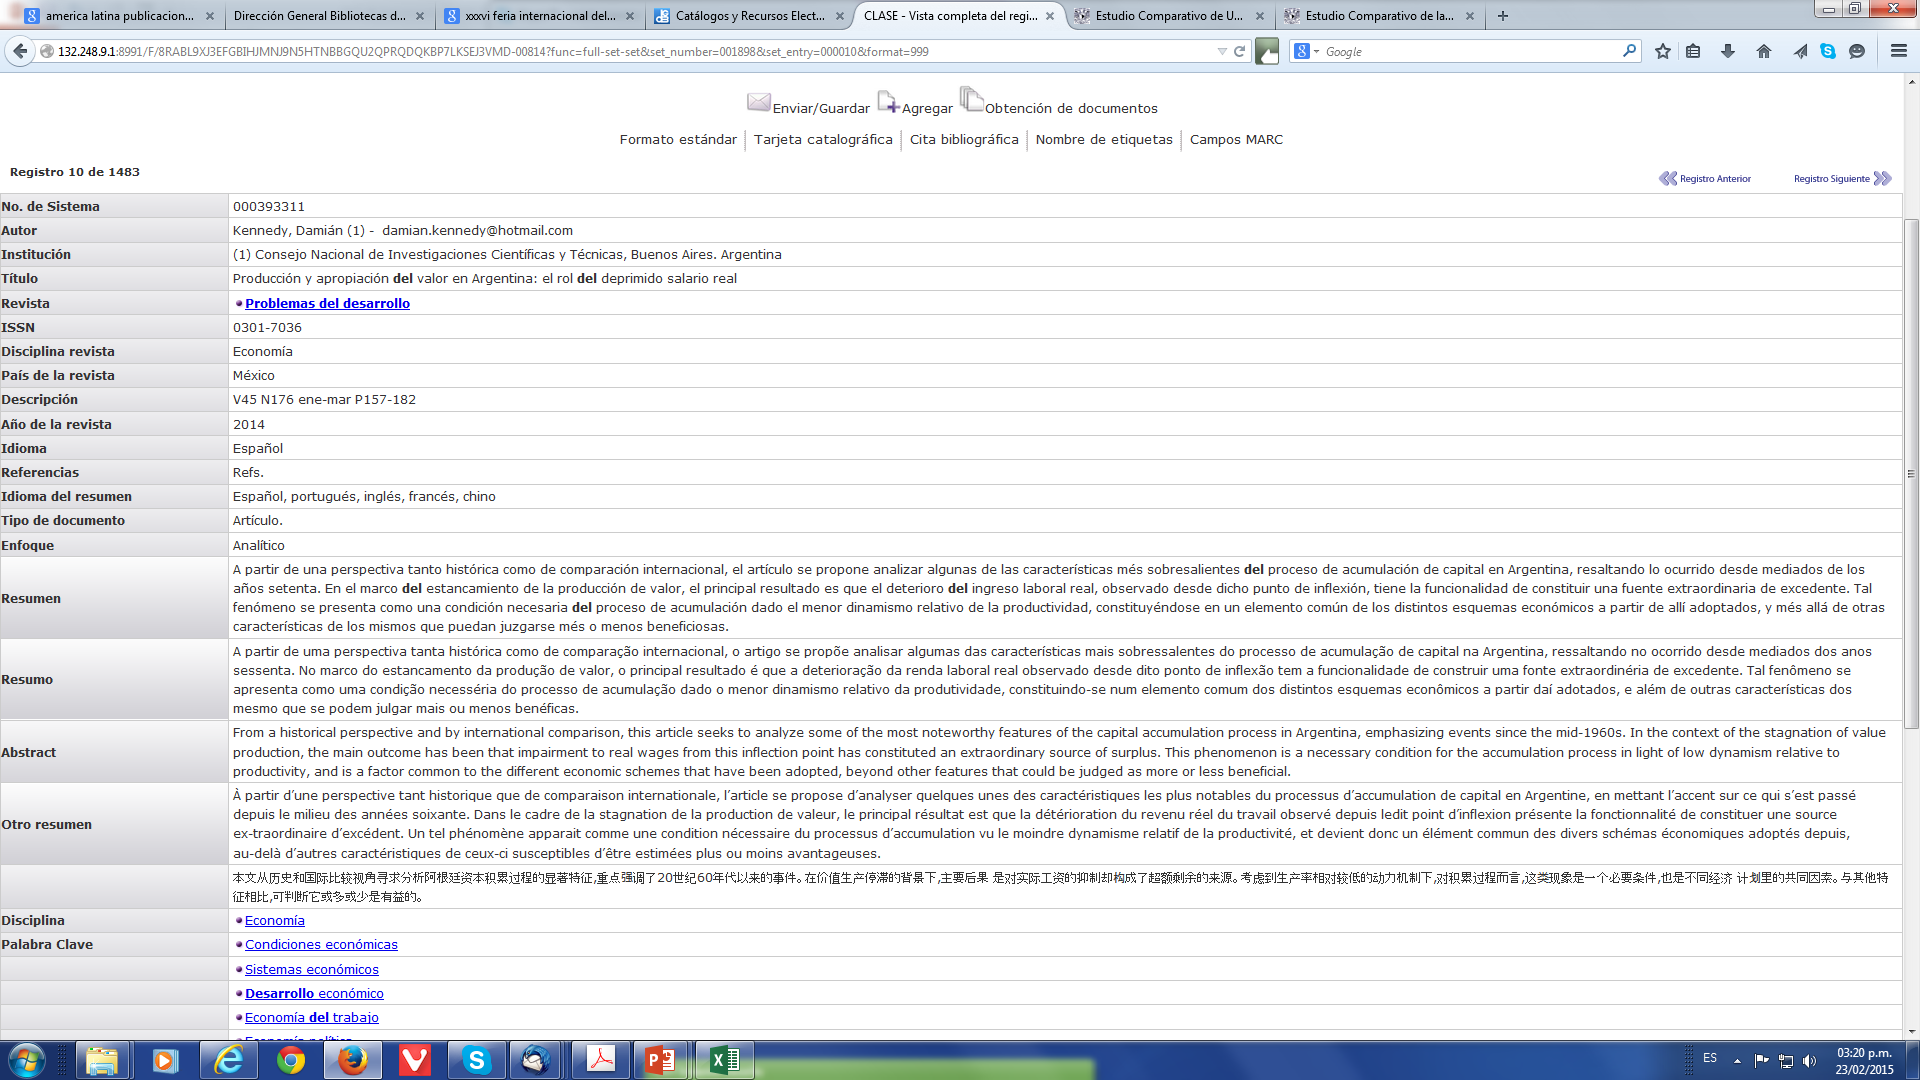 america latina publicacion...
Dirección General Bibliotecas d...
xxxvi feria internacional del...
Catálogos y Recursos Elect...
CLASE - Vista completa del regi...
Estudio Comparativo de U...
Estudio Comparativo de la...
132.248.9.1:8991/F/8RABL9XJ3EFGBIHJMNJ9N5HTNBBGQU2QPRQDQKBP7LKSEJ3VMD-00814?func=full-set-set&set_number=001898&set_entry=000010&format=999
Google
Enviar/Guardar Agregar Obtención de documentos
Formato estándar Tarjeta catalográfica Cita bibliográfica Nombre de etiquetas Campos MARC
Registro 10 de 1483
Registro Anterior Registro Siguiente
No. de Sistema 000393311
Autor Kennedy, Damián (1) - damian.kennedy@hotmail.com
Institución (1) Consejo Nacional de Investigaciones Científicas y Técnicas, Buenos Aires. Argentina
Título Producción y apropiación del valor en Argentina: el rol del deprimido salario real
Revista Problemas del desarrollo
ISSN 0301-7036
Disciplina revista Economía
País de la revista México
Descripción V45 N176 ene-mar P157-182
Año de la revista 2014
Idioma Español
Referencias Refs.
Idioma del resumen Español, portugués, inglés, francés, chino
Tipo de documento Artículo.
Enfoque Analítico
Resumen
A partir de una perspectiva tanto histórica como de comparación internacional, el artículo se propone analizar algunas de las características més sobresalientes del proceso de acumulación de capital en Argentina, resaltando lo ocurrido desde mediados de los
años setenta. En el marco del estancamiento de la producción de valor, el principal resultado es que el deterioro del ingreso laboral real, observado desde dicho punto de inflexión, tiene la funcionalidad de constituir una fuente extraordinaria de excedente. Tal
fenómeno se presenta como una condición necesaria del proceso de acumulación dado el menor dinamismo relativo de la productividad, constituyéndose en un elemento común de los distintos esquemas económicos a partir de allí adoptados, y més allá de otras
características de los mismos que puedan juzgarse més o menos beneficiosas.
Resumo
A partir de uma perspectiva tanta histórica como de comparação internacional, o artigo se propõe analisar algumas das características mais sobressalentes do processo de acumulação de capital na Argentina, ressaltando no ocorrido desde mediados dos anos
sessenta. No marco do estancamento da produção de valor, o principal resultado é que a deterioração da renda laboral real observado desde dito ponto de inflexão tem a funcionalidade de construir uma fonte extraordinéria de excedente. Tal fenômeno se
apresenta como uma condição necesséria do processo de acumulação dado o menor dinamismo relativo da produtividade, constituindo-se num elemento comum dos distintos esquemas econômicos a partir daí adotados, e além de outras características dos
mesmo que se podem julgar mais ou menos benéficas.
Abstract
From a historical perspective and by international comparison, this article seeks to analyze some of the most noteworthy features of the capital accumulation process in Argentina, emphasizing events since the mid-1960s. In the context of the stagnation of value
production, the main outcome has been that impairment to real wages from this inflection point has constituted an extraordinary source of surplus. This phenomenon is a necessary condition for the accumulation process in light of low dynamism relative to
productivity, and is a factor common to the different economic schemes that have been adopted, beyond other features that could be judged as more or less beneficial.
Otro resumen
À partir d'une perspective tant historique que de comparaison internationale, l'article se propose d'analyser quelques unes des caractéristiques les plus notables du processus d'accumulation de capital en Argentine, en mettant l'accent sur ce qui s'est passé
depuis le milieu des années soixante. Dans le cadre de la stagnation de la production de valeur, le principal résultat est que la détérioration du revenu réel du travail observé depuis ledit point d'inflexion présente la fonctionnalité de constituer une source
ex-traordinaire d'excédent. Un tel phénomène apparait comme une condition nécessaire du processus d'accumulation vu le moindre dynamisme relatif de la productivité, et devient donc un élément commun des divers schémas économiques adoptés depuis,
au-delà d'autres caractéristiques de ceux-ci susceptibles d'être estimées plus ou moins avantageuses.
本文从历史和国际比较视角寻求分析阿根廷资本积累过程的显著特征,重点强调了20世纪60年代以来的事件。在价值生产停滞的背景下,主要后果 是对实际工资的抑制却构成了超额剩余的来源。考虑到生产率相对较低的动力机制下,对积累过程而言,这类现象是一个必要条件,也是不同经济 计划里的共同因素。与其他特
征相比,可判断它或多或少是有益的。
Disciplina Economía
Palabra Clave Condiciones económicas
Sistemas económicos
Desarrollo económico
Economía del trabajo
Economía política
ES
03:20 p.m.
23/02/2015